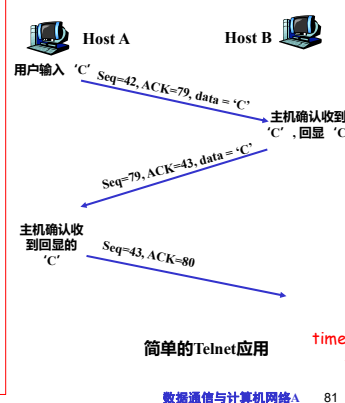 Host A
Host B
用户输入 ‘C’
Seq=42, ACK=79, data = ‘C’
主机确认收到
‘C’ , 回显 ‘C
Seq=79, ACK=43, data = ‘C’
主机确认收
到回显的
‘C’
Seq=43, ACK=80
time
简单的Telnet应用
数据通信与计算机网络A 81